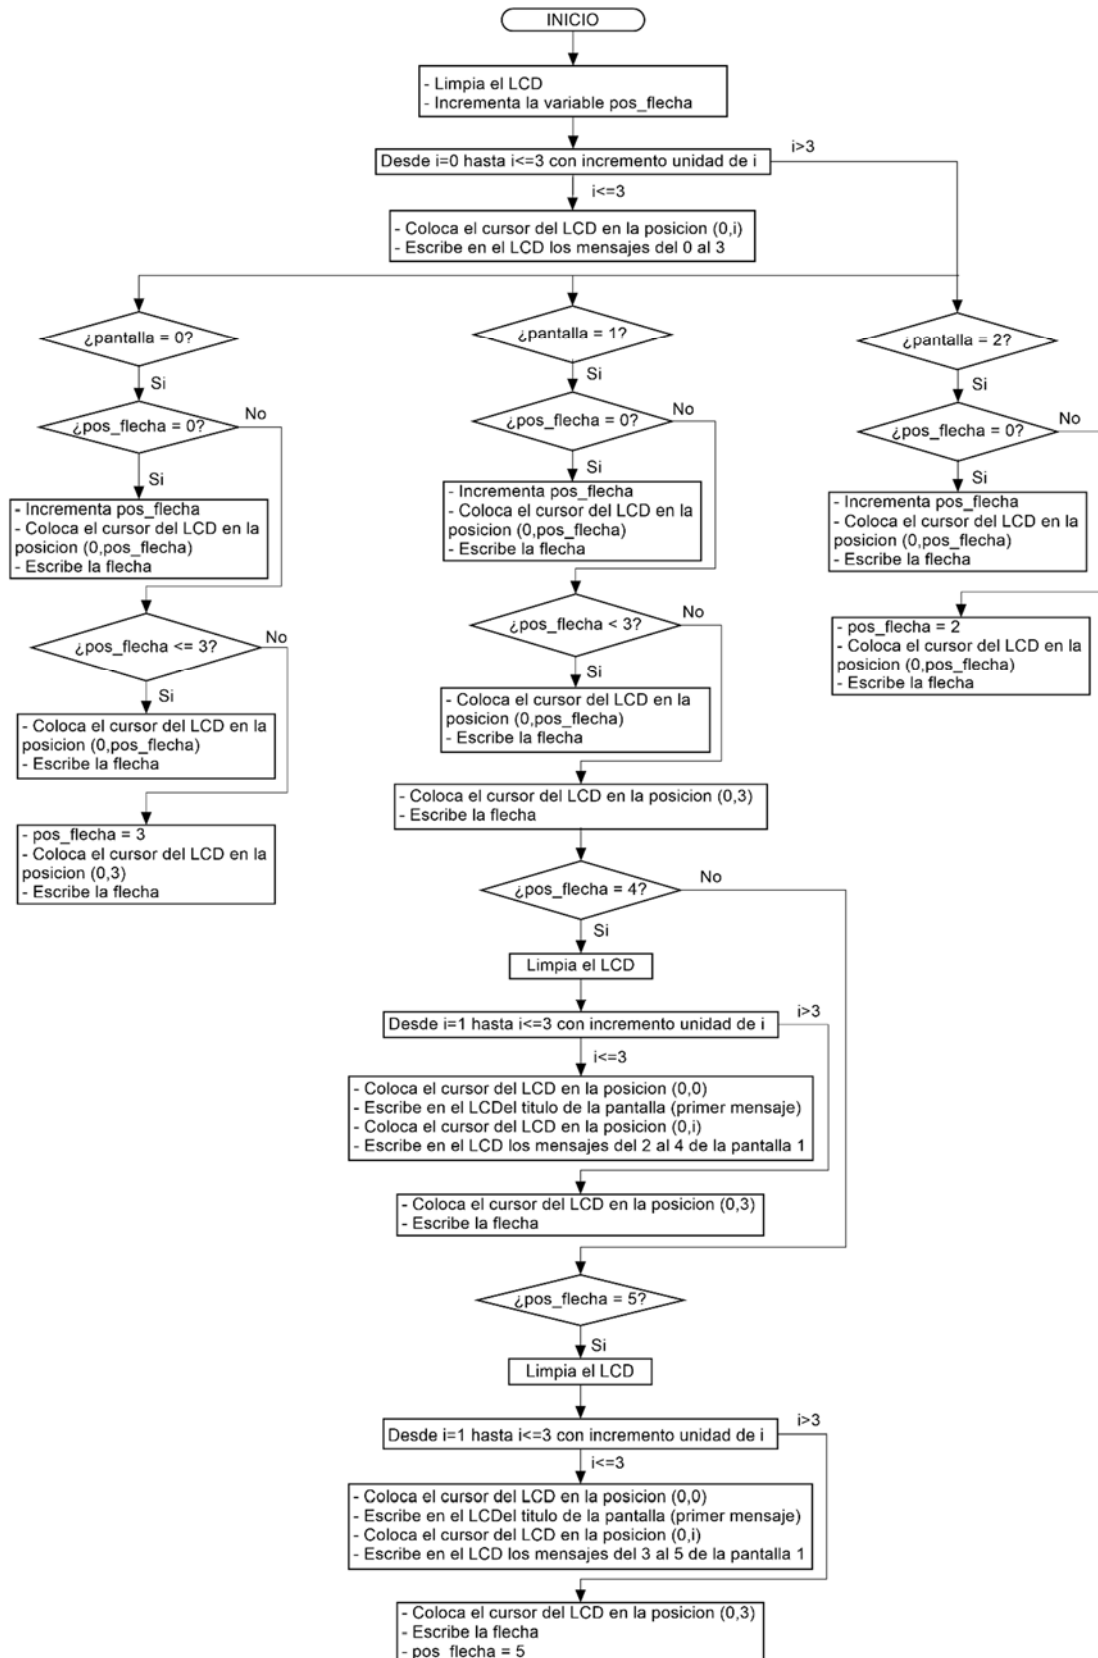 INICIO
- Limpia el LCD
- Incrementa la variable pos_flecha
Desde i=0 hasta i<=3 con incremento unidad de i
i>3
i<=3
- Coloca el cursor del LCD en la posicion (0,i)
- Escribe en el LCD los mensajes del 0 al 3
¿pantalla = 0?
Si
¿pos_flecha = 0?
No
Si
- Incrementa pos_flecha
- Coloca el cursor del LCD en la
posicion (0,pos_flecha)
- Escribe la flecha
¿pos_flecha <= 3?
No
Si
- Coloca el cursor del LCD en la
posicion (0,pos_flecha)
- Escribe la flecha
- pos_flecha = 3
- Coloca el cursor del LCD en la
posicion (0,3)
- Escribe la flecha
¿pantalla = 1?
Si
¿pos_flecha = 0?
No
Si
- Incrementa pos_flecha
- Coloca el cursor del LCD en la
posicion (0,pos_flecha)
- Escribe la flecha
¿pos_flecha < 3?
No
Si
- Coloca el cursor del LCD en la
posicion (0,pos_flecha)
- Escribe la flecha
- Coloca el cursor del LCD en la posicion (0,3)
- Escribe la flecha
¿pos_flecha = 4?
No
Si
Limpia el LCD
Desde i=1 hasta i<=3 con incremento unidad de i
i>3
i<=3
- Coloca el cursor del LCD en la posicion (0,0)
- Escribe en el LCDel titulo de la pantalla (primer mensaje)
- Coloca el cursor del LCD en la posicion (0,i)
- Escribe en el LCD los mensajes del 2 al 4 de la pantalla 1
- Coloca el cursor del LCD en la posicion (0,3)
- Escribe la flecha
¿pos_flecha = 5?
Si
Limpia el LCD
Desde i=1 hasta i<=3 con incremento unidad de i
i>3
i<=3
- Coloca el cursor del LCD en la posicion (0,0)
- Escribe en el LCDel titulo de la pantalla (primer mensaje)
- Coloca el cursor del LCD en la posicion (0,i)
- Escribe en el LCD los mensajes del 3 al 5 de la pantalla 1
- Coloca el cursor del LCD en la posicion (0,3)
- Escribe la flecha
- pos_flecha = 5
¿pantalla = 2?
Si
¿pos_flecha = 0?
No
Si
- Incrementa pos_flecha
- Coloca el cursor del LCD en la
posicion (0,pos_flecha)
- Escribe la flecha
- pos_flecha = 2
- Coloca el cursor del LCD en la
posicion (0,pos_flecha)
- Escribe la flecha